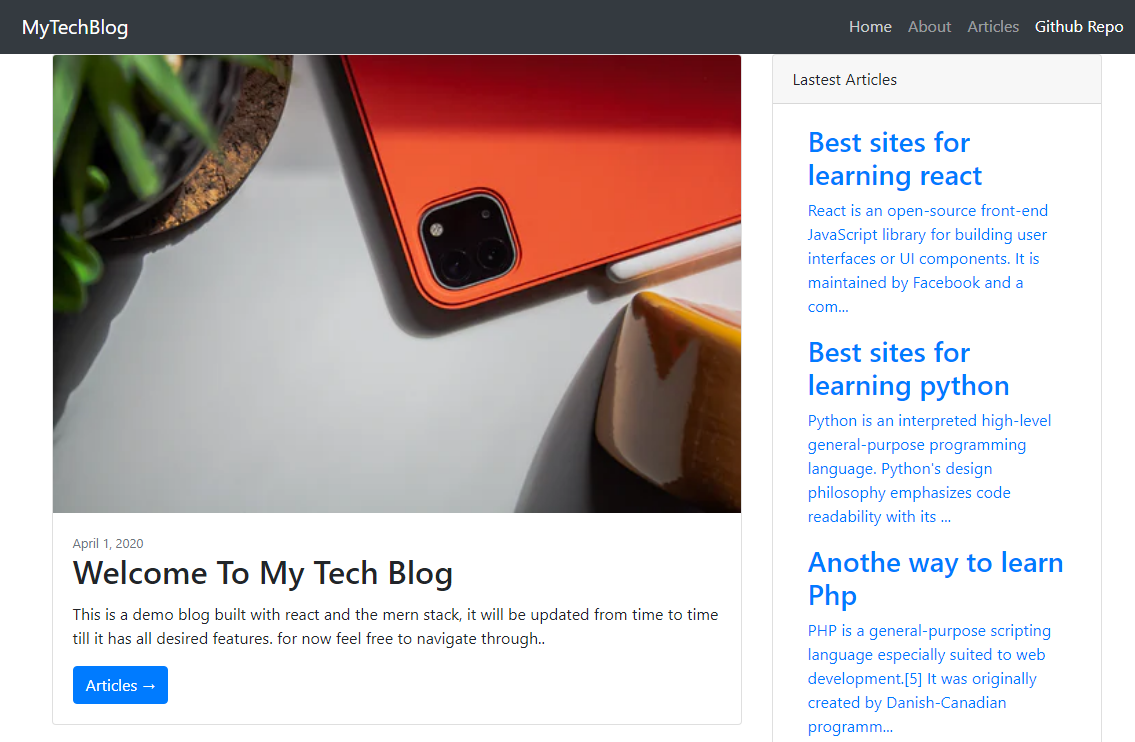 MyTechBlog
Home About Articles Github Repo
April 1, 2020
Welcome To My Tech Blog
This is a demo blog built with react and the mern stack, it will be updated from time to time
till it has all desired features. for now feel free to navigate through..
Articles →
Lastest Articles
Best sites for
learning react
React is an open-source front-end
JavaScript library for building user
interfaces or UI components. It is
maintained by Facebook and a
com...
Best sites for
learning python
Python is an interpreted high-level
general-purpose programming
language. Python's design
philosophy emphasizes code
readability with its ...
Anothe way to learn
Php
PHP is a general-purpose scripting
language especially suited to web
development.[5] It was originally
created by Danish-Canadian
programm...